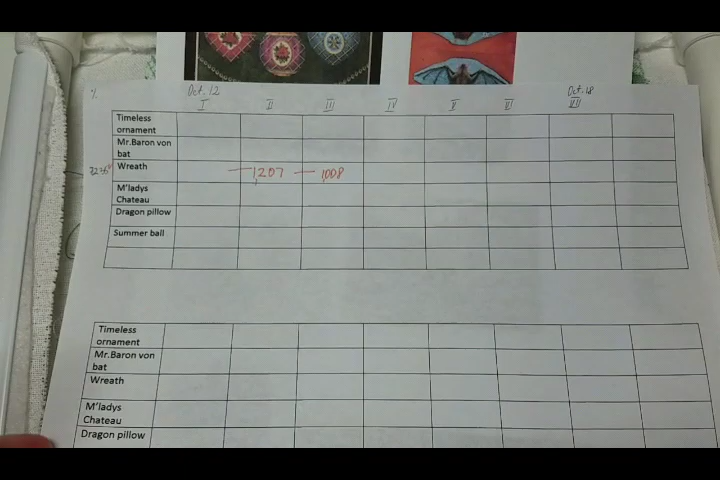 Oct. 12 Oct. 18
I II III IV V VI VII
Timeless
ornament
Mr.Baron von
bat
Wreath — 1207 — 1008
M'ladys
Chateau
Dragon pillow
Summer ball
Timeless
ornament
Mr.Baron von
bat
Wreath
M'ladys
Chateau
Dragon pillow